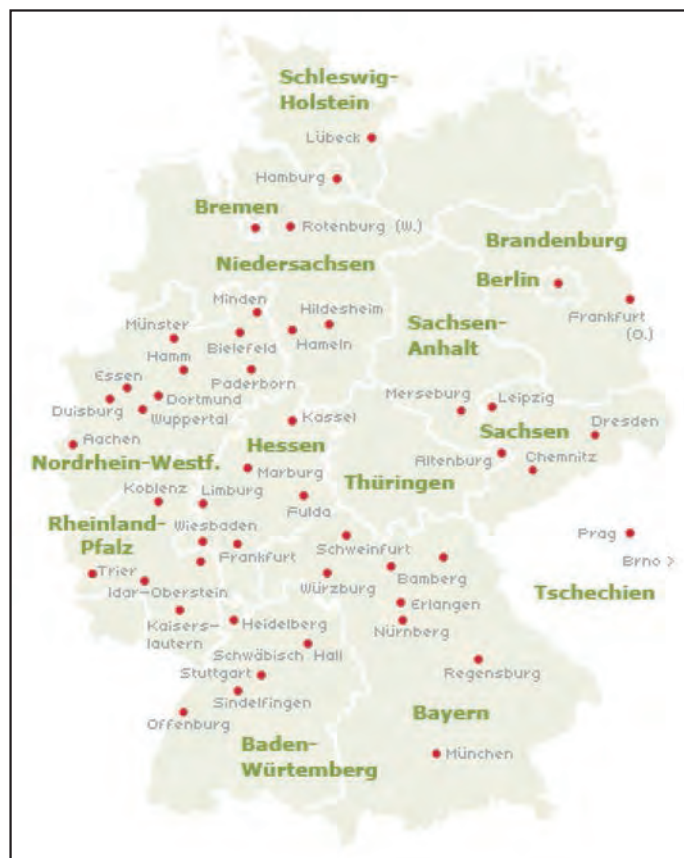 Schleswig-
Holstein
Lübeck
Hamburg
Bremen
Rotenburg (W.)
Brandenburg
Niedersachsen
Berlin
Minden
Hildesheim
Frankfurt
(O.)
Münster
Sachsen-
Anhalt
Bielefeld
Hameln
Hamm
Essen
Paderborn
Dortmund
Merseburg
Leipzig
Duisburg
Wuppertal
Kassel
Dresden
Aachen
Hessen
Sachsen
Nordrhein-Westf.
Altenburg
Chemnitz
Marburg
Thüringen
Koblenz
Limburg
Fulda
Rheinland-
Pfalz
Wiesbaden
Prag
Frankfurt
Schweinfurt
Brno >
Trier
Bamberg
Idar-Oberstein
Würzburg
Tschechien
Erlangen
Kaisers-
lautern
Heidelberg
Nürnberg
Schwäbisch Hall
Regensburg
Stuttgart
Sindelfingen
Offenburg
Bayern
Baden-
Würtemberg
München